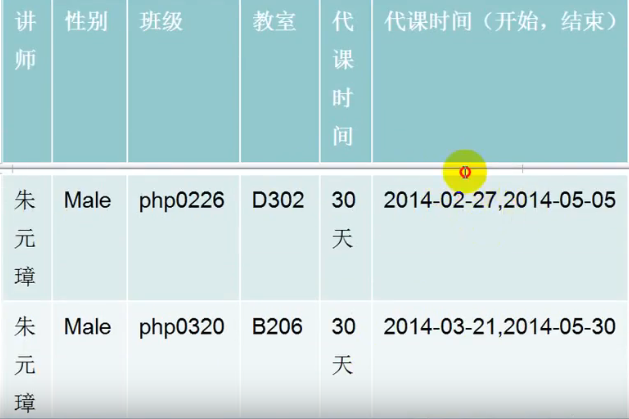 讲师 性别 班级 教室 代课时间 代课时间（开始，结束）
朱元璋 Male php0226 D302 30天 2014-02-27,2014-05-05
朱元璋 Male php0320 B206 30天 2014-03-21,2014-05-30